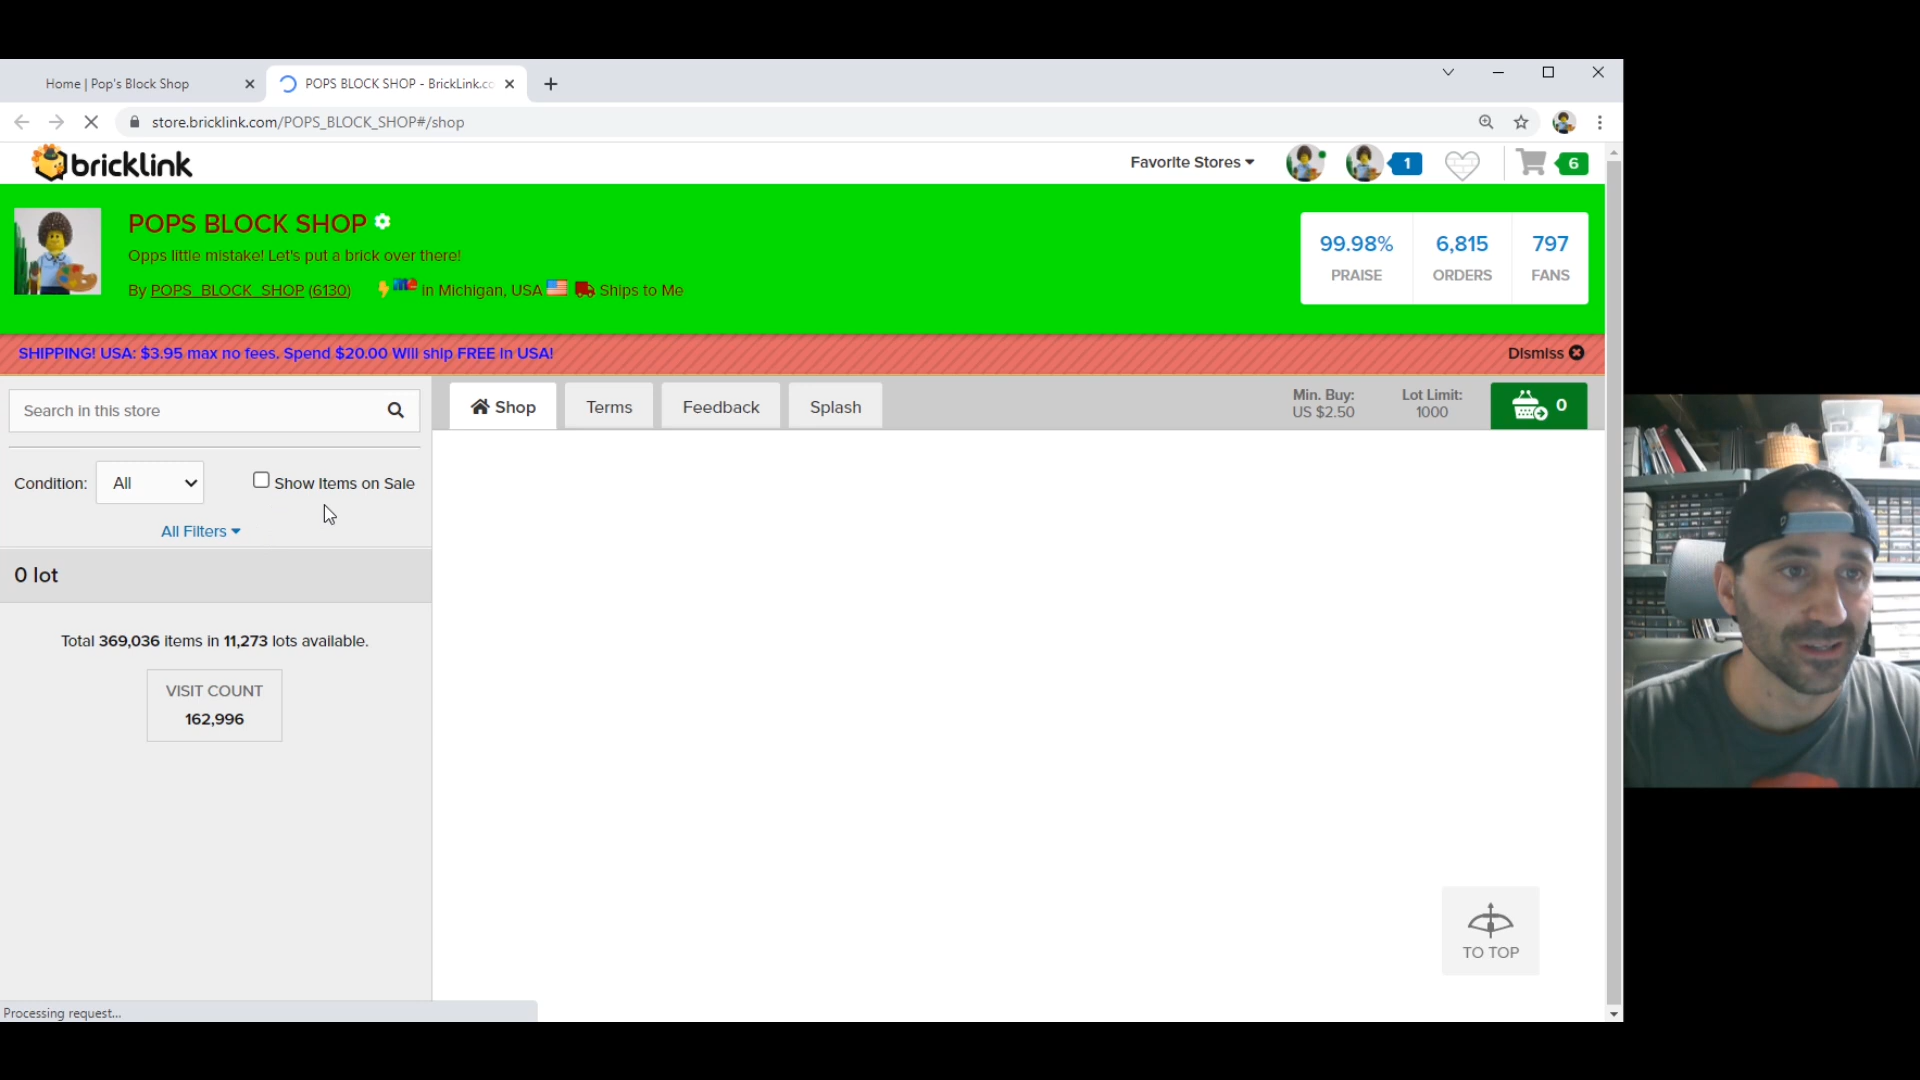 Home | Pop's Block Shop
POPS BLOCK SHOP - BrickLink.co
store.bricklink.com/POPS_BLOCK_SHOP#/shop
bricklink
Favorite Stores
1
6
POPS BLOCK SHOP
Opps little mistake! Let's put a brick over there!
By POPS_BLOCK_SHOP (6130)
in Michigan, USA
Ships to Me
99.98%
PRAISE
6,815
ORDERS
797
FANS
SHIPPING! USA: $3.95 max no fees. Spend $20.00 Will ship FREE in USA!
Dismiss
Search in this store
Shop
Terms
Feedback
Splash
Min. Buy:
US $2.50
Lot Limit:
1000
0
Condition:
All
Show Items on Sale
All Filters
0 lot
Total 369,036 items in 11,273 lots available.
VISIT COUNT
162,996
TO TOP
Processing request...